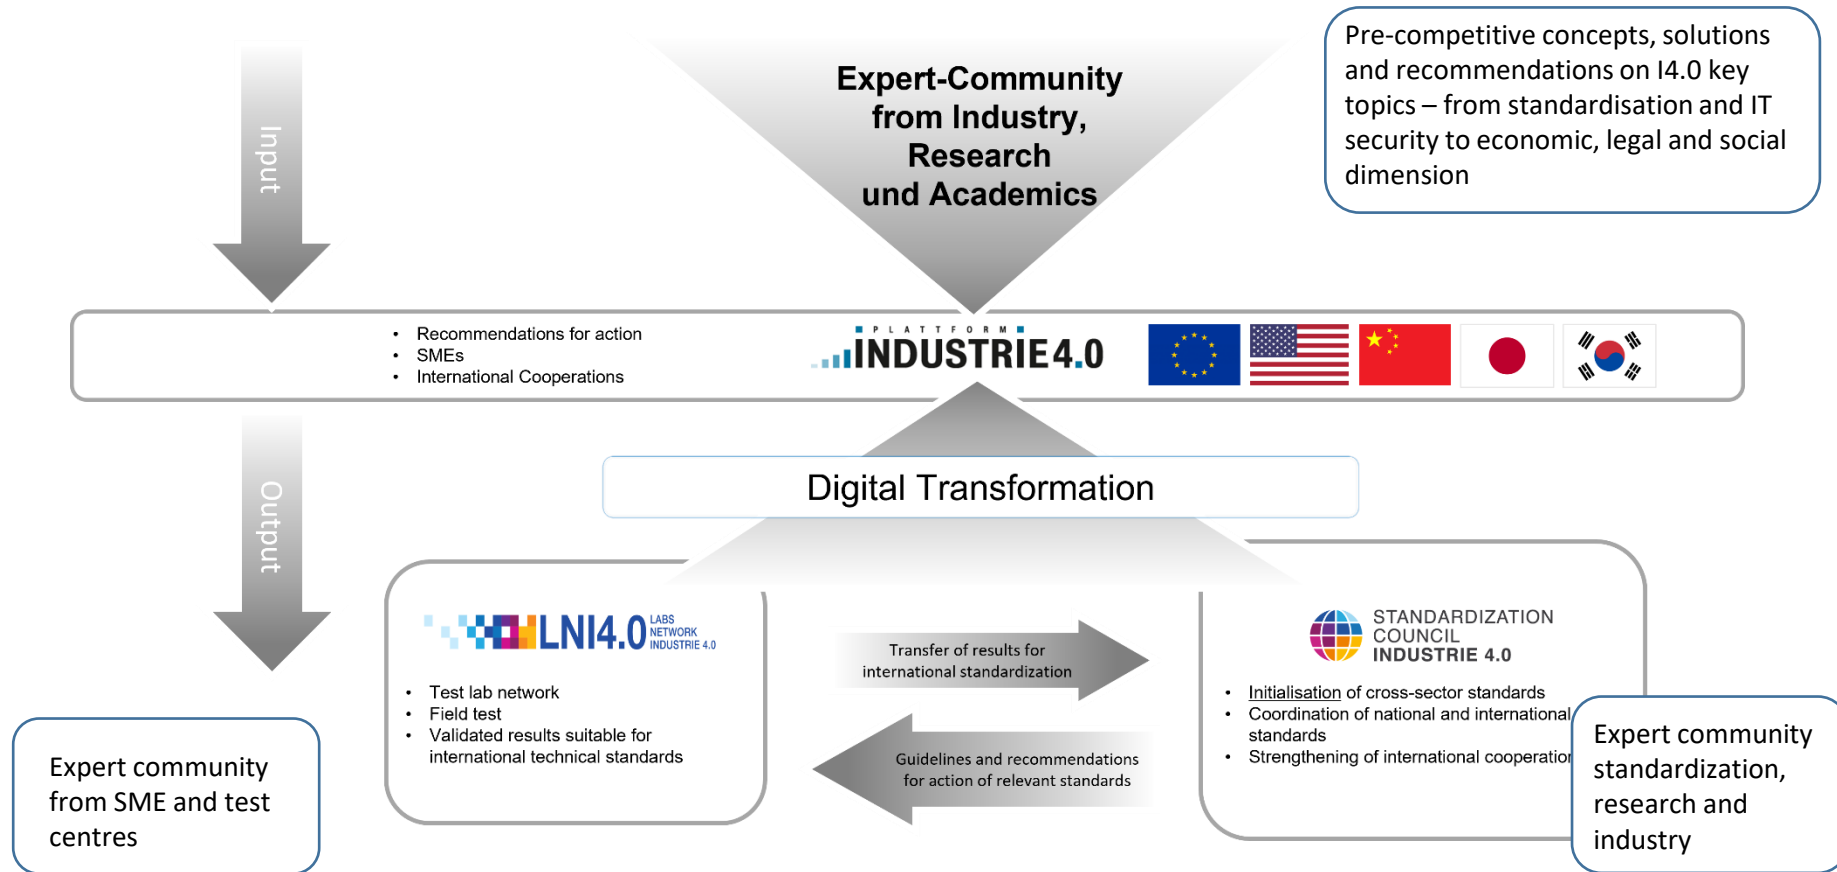 Input
Expert-Community
from Industry,
Research
und Academics
Pre-competitive concepts, solutions
and recommendations on I4.0 key
topics – from standardisation and IT
security to economic, legal and social
dimension
• Recommendations for action
• SMEs
• International Cooperations
PLATTFORM
INDUSTRIE 4.0
Output
Digital Transformation
LNI4.0
LABS
NETWORK
INDUSTRIE 4.0
• Test lab network
• Field test
• Validated results suitable for
international technical standards
Transfer of results for
international standardization
Guidelines and recommendations
for action of relevant standards
STANDARDIZATION
COUNCIL
INDUSTRIE 4.0
• Initialisation of cross-sector standards
• Coordination of national and international
standards
• Strengthening of international cooperation
Expert community
from SME and test
centres
Expert community
standardization,
research and
industry